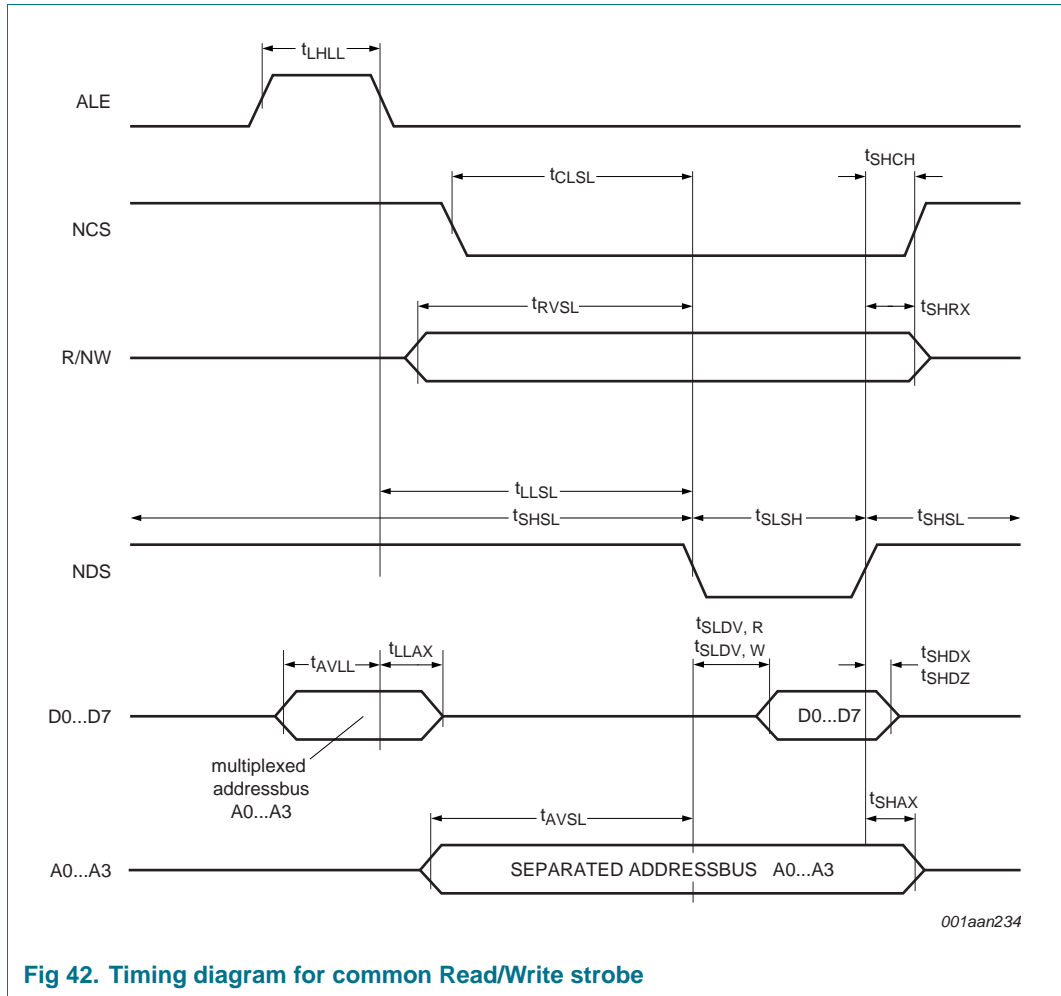 tLHLL
ALE
tSHCH
tCLSL
NCS
tRVSL
tSHRX
R/NW
tLLSL
tSHSL
tSLSH
tSHSL
NDS
tSLDV, R
tSLDV, W
tAVLL
tLLAX
tSHDX
tSHDZ
D0...D7
D0...D7
multiplexed
addressbus
A0...A3
tSHAX
tAVSL
A0...A3
SEPARATED ADDRESSBUS A0...A3
001aan234
Fig 42. Timing diagram for common Read/Write strobe